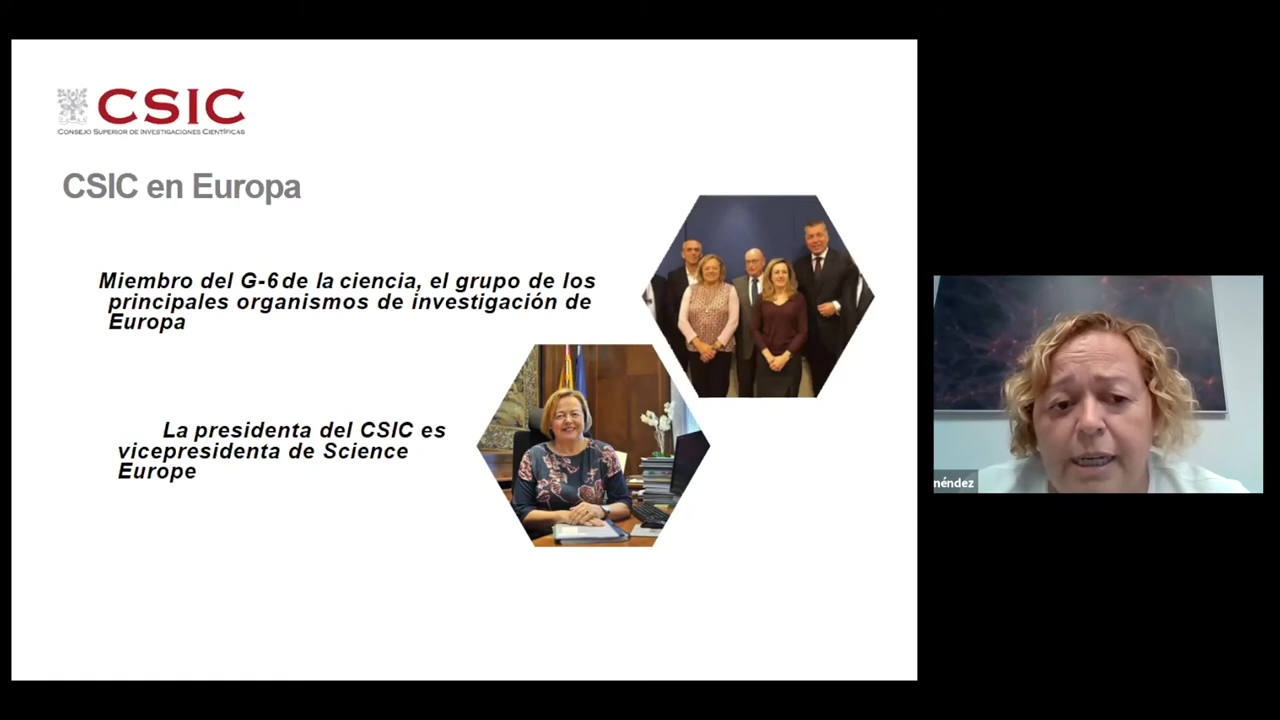 CSIC
CONSEJO SUPERIOR DE INVESTIGACIONES CIENTÍFICAS
CSIC en Europa
Miembro del G-6 de la ciencia, el grupo de los
principales organismos de investigación de
Europa
La presidenta del CSIC es
vicepresidenta de Science
Europe
néndez